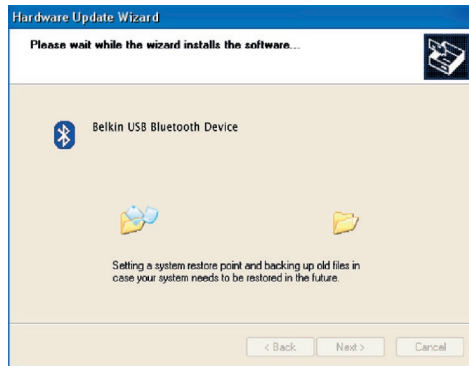 Hardware Update Wizard
Please wait while the wizard installs the software...
Belkin USB Bluetooth Device
Setting a system restore point and backing up old files in
case your system needs to be restored in the future.
< Back
Next >
Cancel